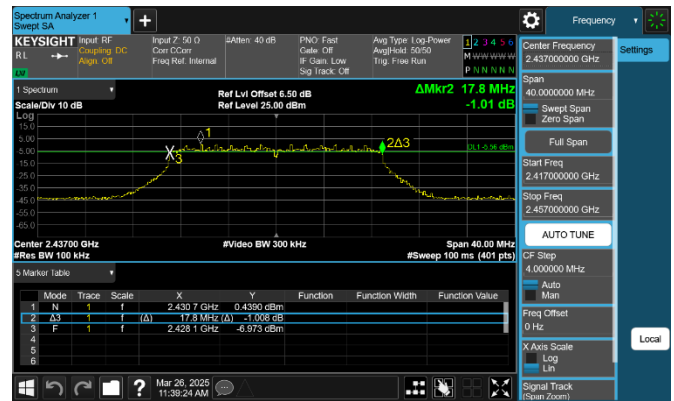 Spectrum Analyzer 1
Swept SA
Frequency
KEYSIGHT Input: RF Input Z: 50 Ω #Atten: 40 dB PNO: Fast Avg Type: Log-Power 1 2 3 4 5 6
RL Coupling: DC Corr CCorr Gate: Off Avg|Hold: 50/50 M W W W W W
Align: Off Freq Ref: Internal IF Gain: Low Trig: Free Run
Sig Track: Off P N N N N N
LW
1 Spectrum
Ref Lvl Offset 6.50 dB ΔMkr2 17.8 MHz
Scale/Div 10 dB Ref Level 25.00 dBm -1.01 dB
Log
15.0
5.00
-5.00
-15.0
-25.0
-35.0
-45.0
-55.0
-65.0
1
3
2Δ3
DL1 -5.56 dBm
Center 2.43700 GHz #Video BW 300 kHz Span 40.00 MHz
#Res BW 100 kHz #Sweep 100 ms (401 pts)
5 Marker Table
Mode Trace Scale X Y Function Function Width Function Value
1 N 1 f 2.430 7 GHz 0.4390 dBm
2 Δ3 1 f (Δ) 17.8 MHz (Δ) -1.008 dB
3 F 1 f 2.428 1 GHz -6.973 dBm
4
5
6
Mar 26, 2025
11:39:24 AM
Center Frequency
2.437000000 GHz
Settings
Span
40.0000000 MHz
Swept Span
Zero Span
Full Span
Start Freq
2.417000000 GHz
Stop Freq
2.457000000 GHz
AUTO TUNE
CF Step
4.000000 MHz
Auto
Man
Freq Offset
0 Hz
Local
X Axis Scale
Log
Lin
Signal Track
(Span Zoom)